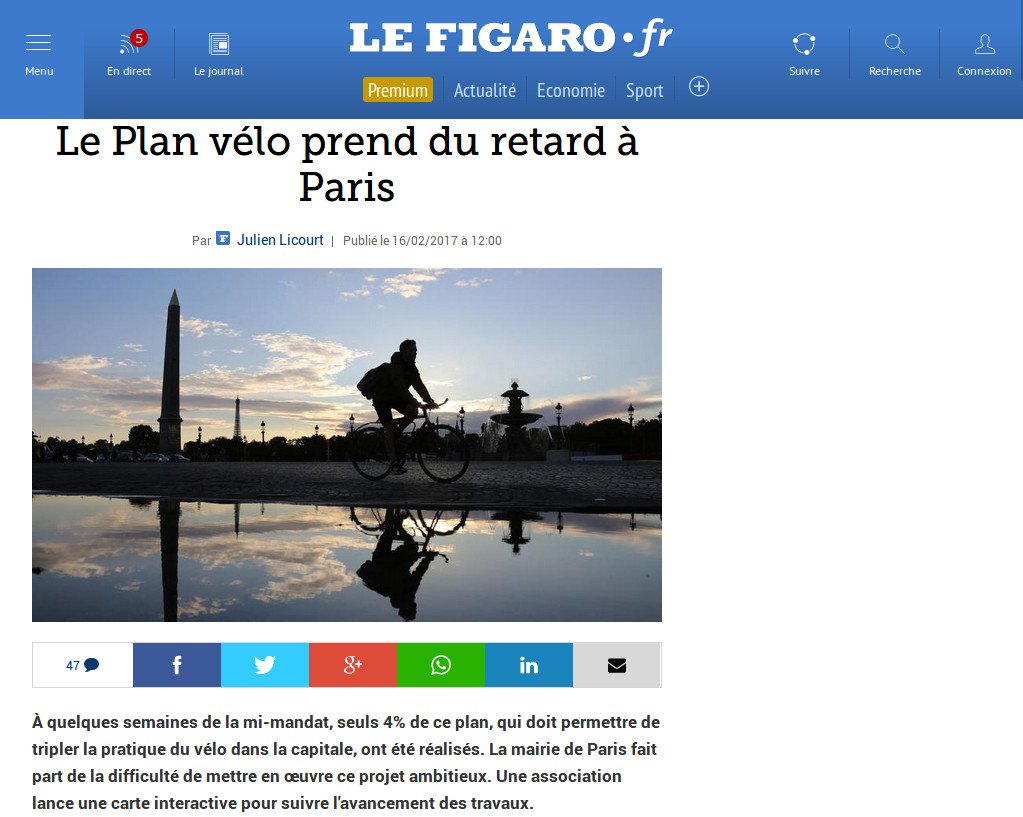 LE FIGARO·fr
Menu
5
En direct
Le journal
Suivre
Recherche
Connexion
Premium
Actualité
Economie
Sport
Le Plan vélo prend du retard à
Paris
Par F Julien Licourt | Publié le 16/02/2017 à 12:00
47
f
g+
in
À quelques semaines de la mi-mandat, seuls 4% de ce plan, qui doit permettre de
tripler la pratique du vélo dans la capitale, ont été réalisés. La mairie de Paris fait
part de la difficulté de mettre en œuvre ce projet ambitieux. Une association
lance une carte interactive pour suivre l'avancement des travaux.